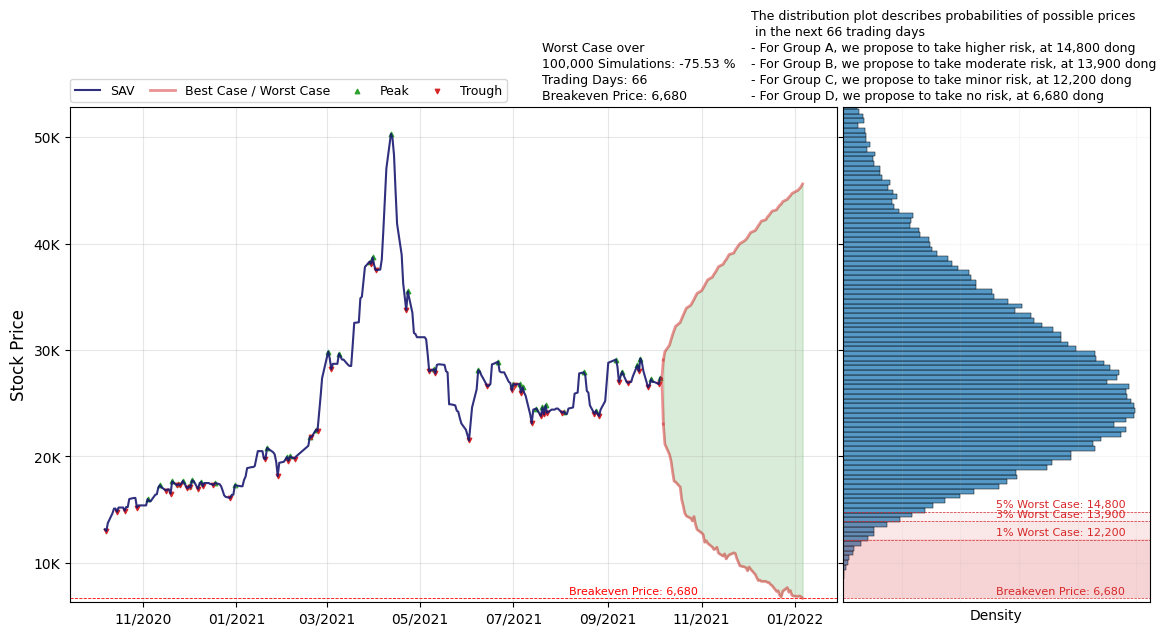 The distribution plot describes probabilities of possible prices
in the next 66 trading days
- For Group A, we propose to take higher risk, at 14,800 dong
- For Group B, we propose to take moderate risk, at 13,900 dong
- For Group C, we propose to take minor risk, at 12,200 dong
- For Group D, we propose to take no risk, at 6,680 dong
Worst Case over
100,000 Simulations: -75.53 %
Trading Days: 66
Breakeven Price: 6,680
SAV
Best Case / Worst Case
Peak
Trough
Stock Price
50K
40K
30K
20K
10K
Breakeven Price: 6,680
11/2020
01/2021
03/2021
05/2021
07/2021
09/2021
11/2021
01/2022
5% Worst Case: 14,800
3% Worst Case: 13,900
1% Worst Case: 12,200
Breakeven Price: 6,680
Density